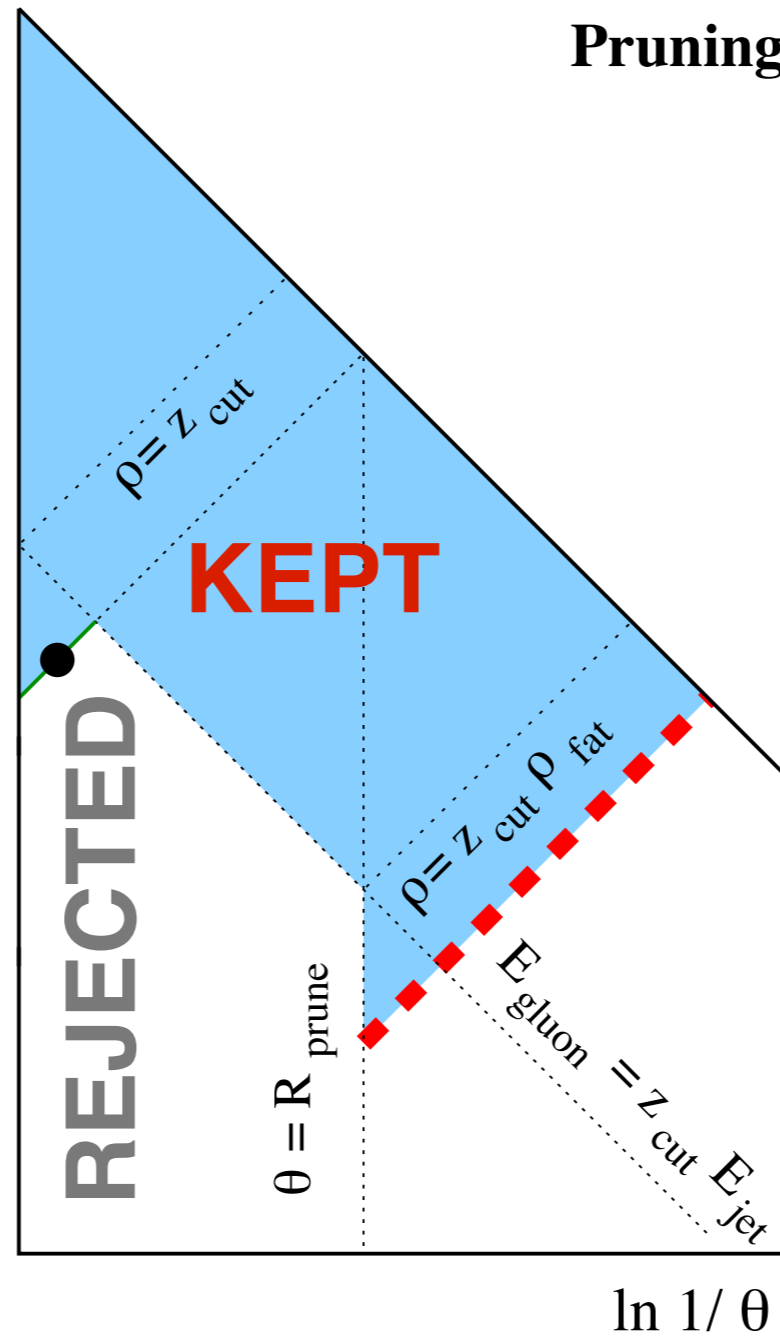 Pruning
ρ= z cut
KEPT
REJECTED
ρ= z cut ρ fat
θ = R prune
E gluon = z cut E jet
ln 1/ θ